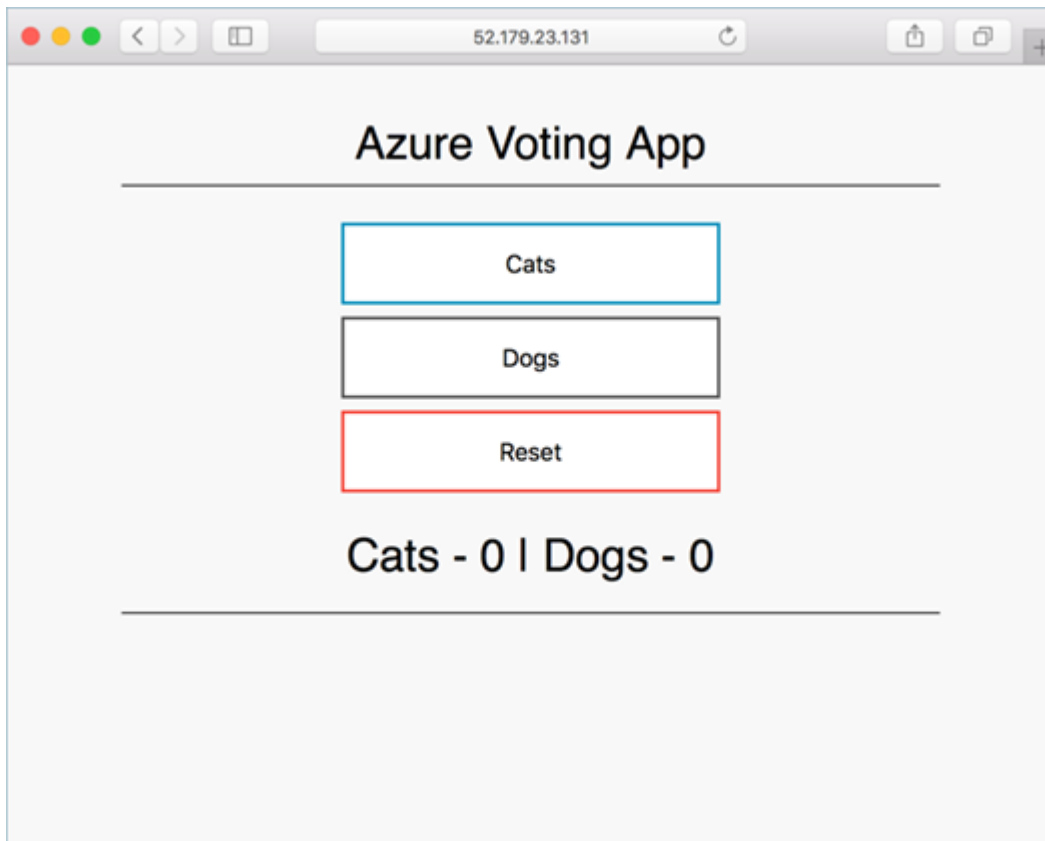 52.179.23.131
Azure Voting App
Cats
Dogs
Reset
Cats - 0 | Dogs - 0